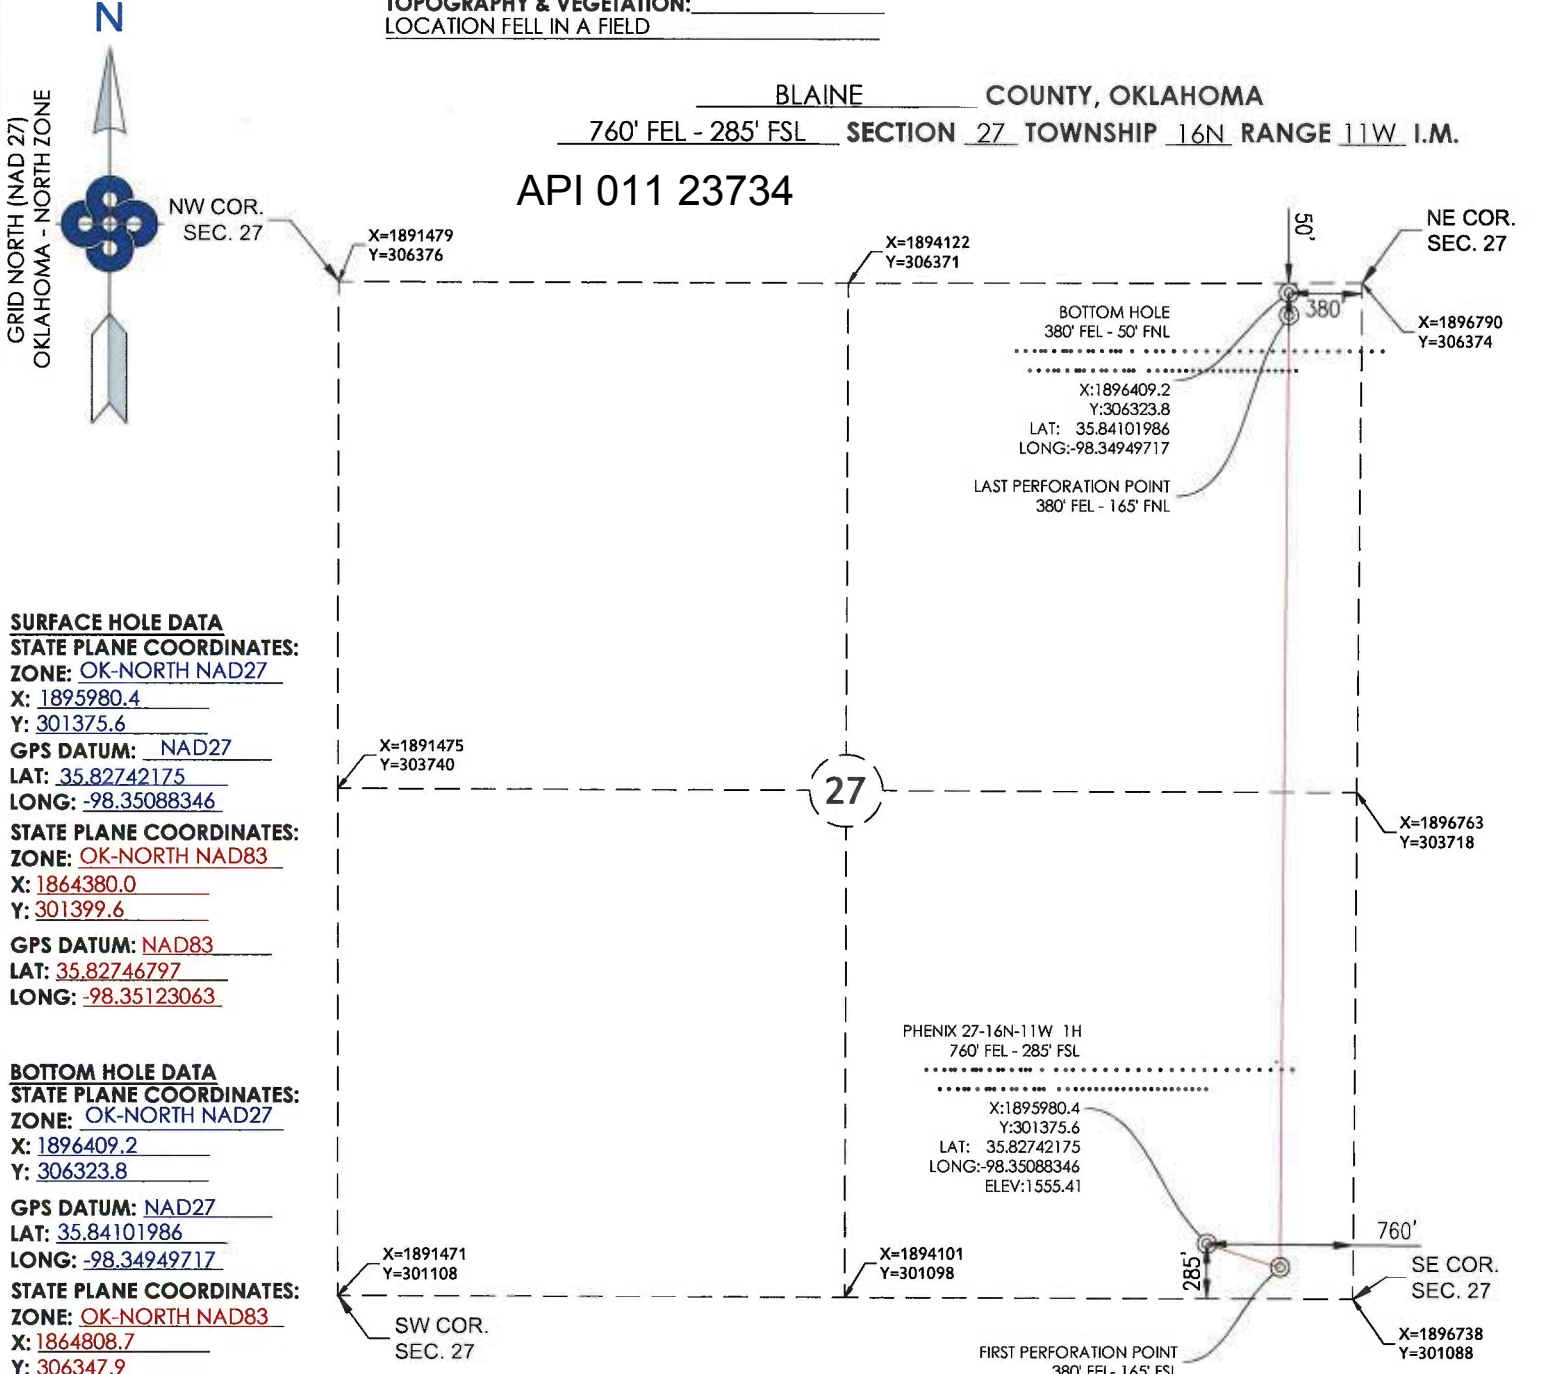 TOPOGRAPHY & VEGETATION:
LOCATION FELL IN A FIELD
N
GRID NORTH (NAD 27)
OKLAHOMA - NORTH ZONE
BLAINE COUNTY, OKLAHOMA
760' FEL - 285' FSL SECTION 27 TOWNSHIP 16N RANGE 11W I.M.
API 011 23734
NW COR.
SEC. 27
X=1891479
Y=306376
X=1894122
Y=306371
50'
NE COR.
SEC. 27
380'
X=1896790
Y=306374
BOTTOM HOLE
380' FEL - 50' FNL
X:1896409.2
Y:306323.8
LAT: 35.84101986
LONG:-98.34949717
LAST PERFORATION POINT
380' FEL - 165' FNL
SURFACE HOLE DATA
STATE PLANE COORDINATES:
ZONE: OK-NORTH NAD27
X: 1895980.4
Y: 301375.6
GPS DATUM: NAD27
LAT: 35.82742175
LONG: -98.35088346
STATE PLANE COORDINATES:
ZONE: OK-NORTH NAD83
X: 1864380.0
Y: 301399.6
GPS DATUM: NAD83
LAT: 35.82746797
LONG: -98.35123063
BOTTOM HOLE DATA
STATE PLANE COORDINATES:
ZONE: OK-NORTH NAD27
X: 1896409.2
Y: 306323.8
GPS DATUM: NAD27
LAT: 35.84101986
LONG: -98.34949717
STATE PLANE COORDINATES:
ZONE: OK-NORTH NAD83
X: 1864808.7
Y: 306347.9
X=1891475
Y=303740
27
X=1896763
Y=303718
PHENIX 27-16N-11W 1H
760' FEL - 285' FSL
X:1895980.4
Y:301375.6
LAT: 35.82742175
LONG:-98.35088346
ELEV:1555.41
X=1891471
Y=301108
SW COR.
SEC. 27
X=1894101
Y=301098
285'
760'
SE COR.
SEC. 27
X=1896738
Y=301088
FIRST PERFORATION POINT
380' FEL- 165' FSL